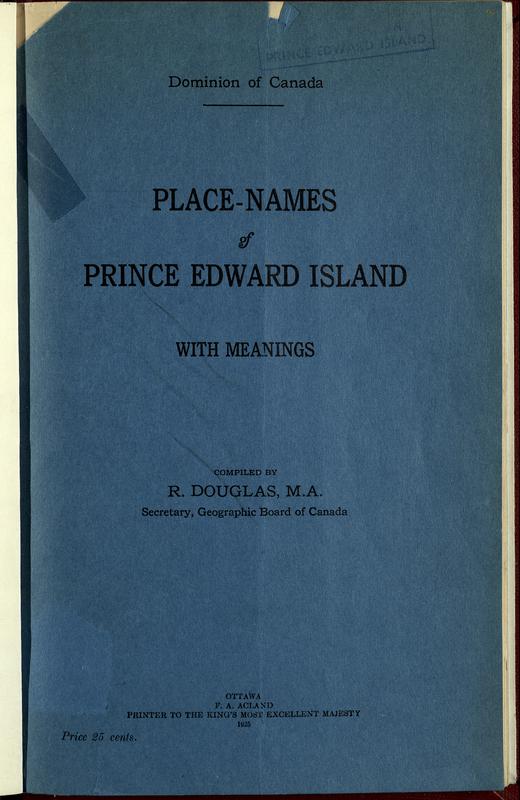 PRINCE EDWARD ISLAND
Dominion of Canada
PLACE-NAMES
of
PRINCE EDWARD ISLAND
WITH MEANINGS
COMPILED BY
R. DOUGLAS, M.A.
Secretary, Geographic Board of Canada
OTTAWA
F. A. ACLAND
PRINTER TO THE KING'S MOST EXCELLENT MAJESTY
1925
Price 25 cents.